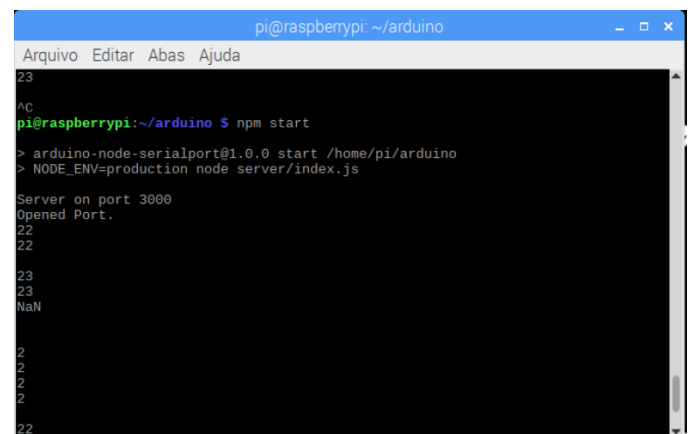 pi@raspberrypi: ~/arduino
Arquivo Editar Abas Ajuda
23
^C
pi@raspberrypi:~/arduino $ npm start
> arduino-node-serialport@1.0.0 start /home/pi/arduino
> NODE_ENV=production node server/index.js
Server on port 3000
Opened Port.
22
22
23
23
NaN
2
2
2
2
22